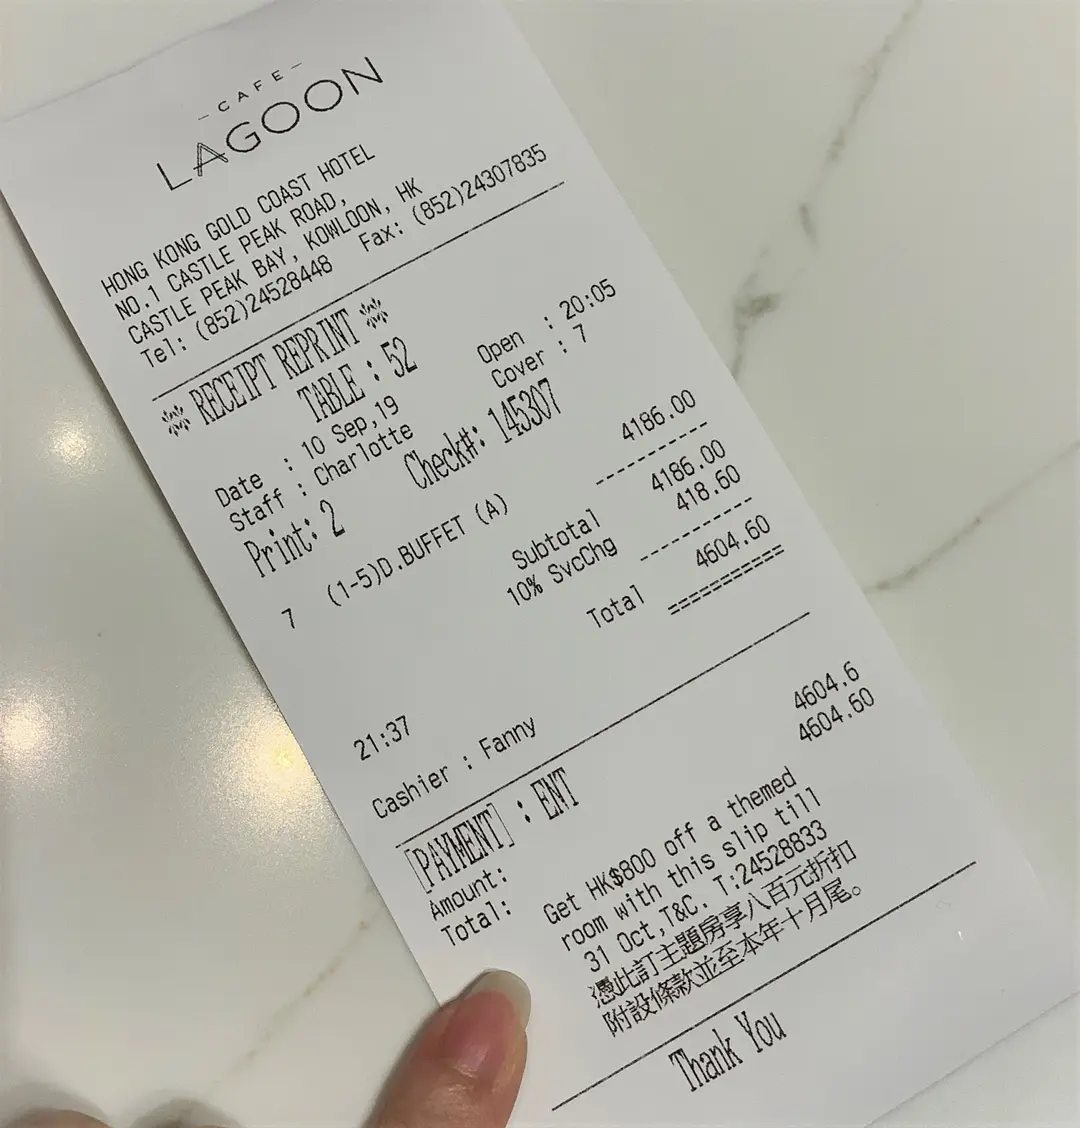 – CAFE –
LAGOON
HONG KONG GOLD COAST HOTEL
NO.1 CASTLE PEAK ROAD,
CASTLE PEAK BAY, KOWLOON, HK
Tel: (852)24528448 Fax: (852)24307835
RECEIPT REPRINT
TABLE : 52
Date : 10 Sep,19 Open : 20:05
Staff : Charlotte Cover : 7
Print: 2 Check#: 145307
7 (1-5)D.BUFFET (A) 4186.00
Subtotal 4186.00
10% SvcChg 418.60
Total 4604.60
21:37
Cashier : Fanny
[PAYMENT] : ENT
Amount: 4604.6
Total: 4604.60
Get HK$800 off a themed
room with this slip till
31 Oct,T&C. T:24528833
憑此訂主題房享八百元折扣
附設條款並至本年十月尾。
Thank You